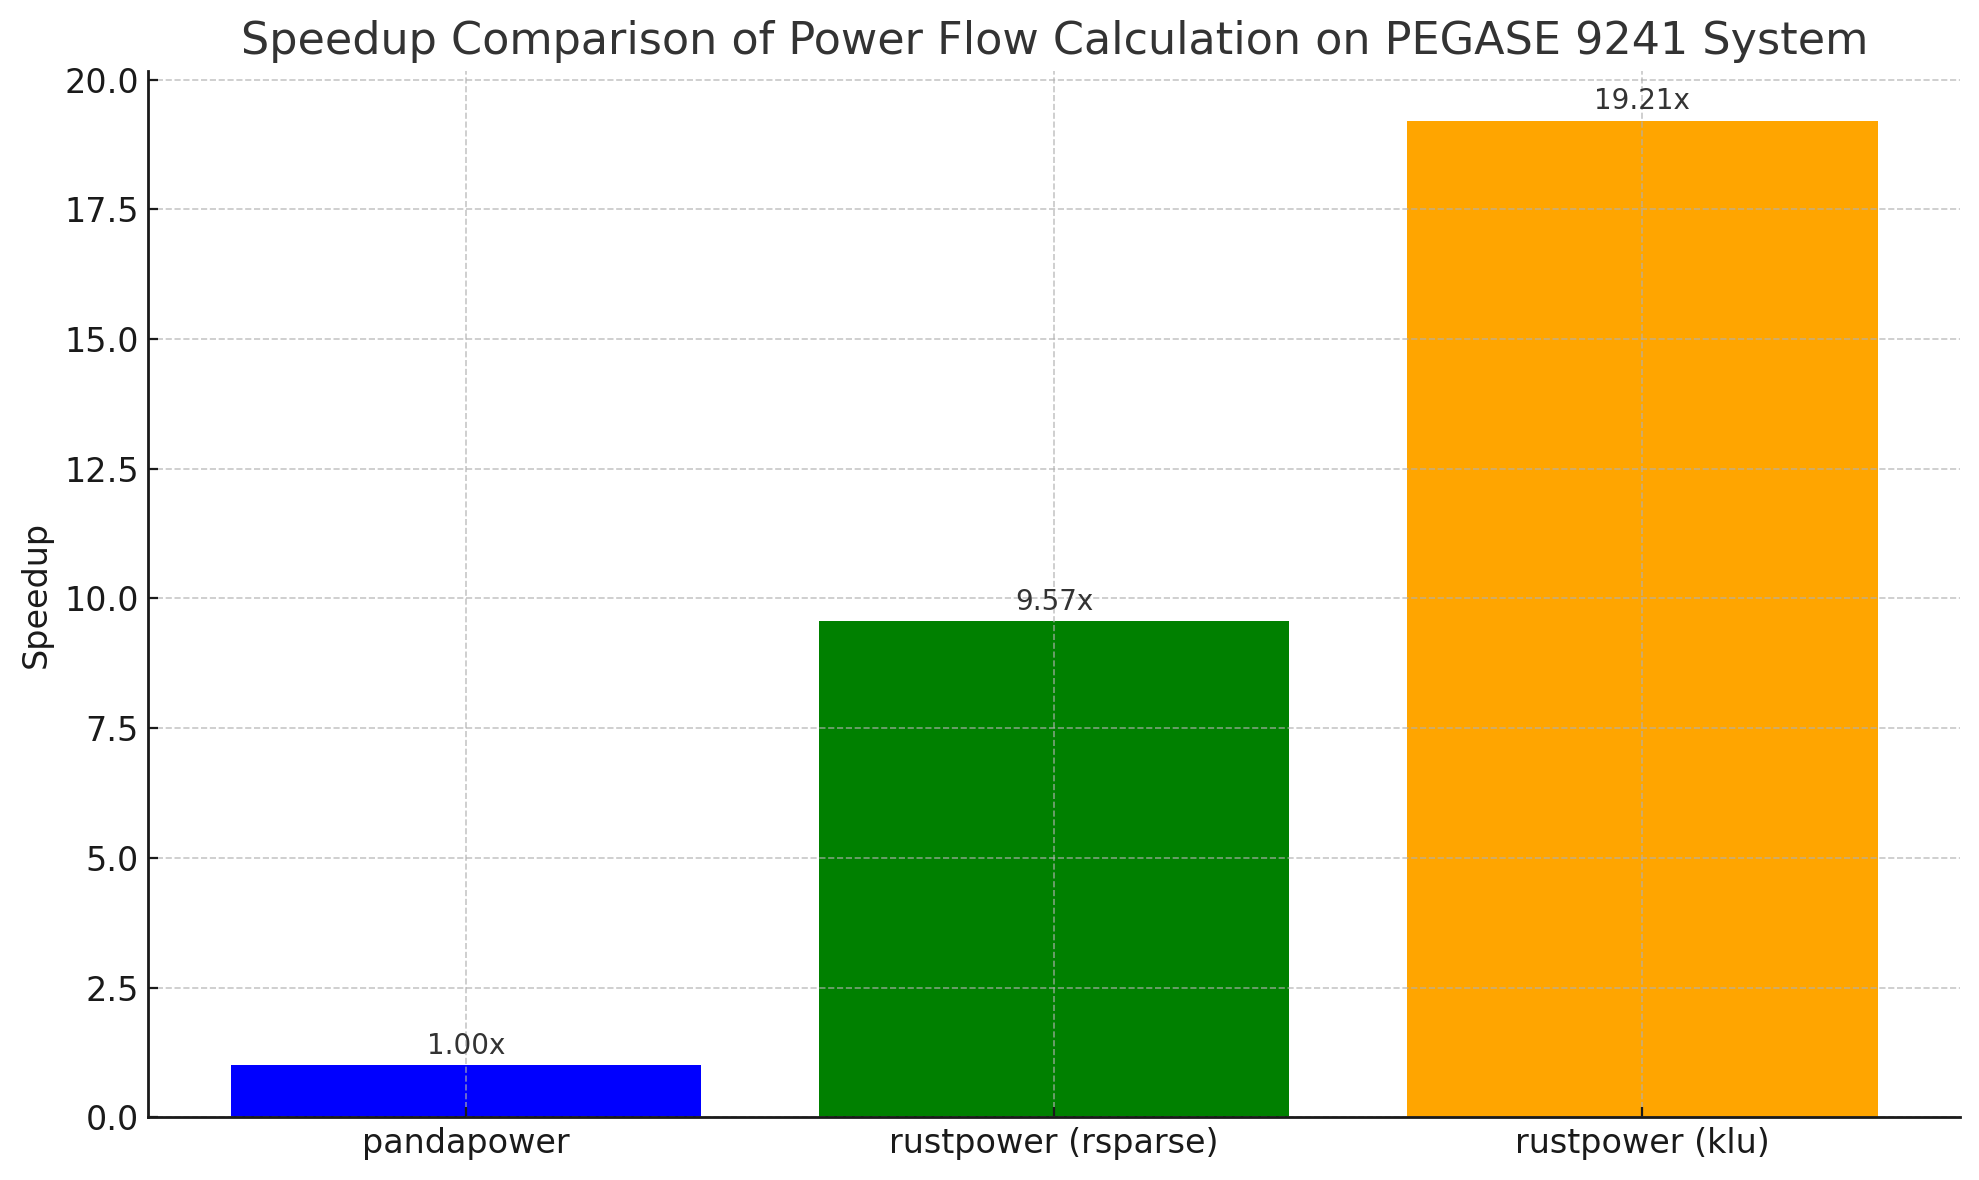 Speedup Comparison of Power Flow Calculation on PEGASE 9241 System
Speedup
20.0
17.5
15.0
12.5
10.0
7.5
5.0
2.5
0.0
1.00x
9.57x
19.21x
pandapower
rustpower (rsparse)
rustpower (klu)